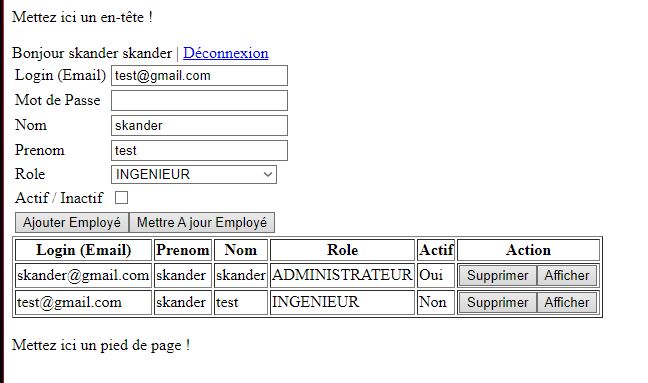 Mettez ici un en-tête !
Bonjour skander skander | Déconnexion
Login (Email) test@gmail.com
Mot de Passe
Nom skander
Prenom test
Role INGENIEUR
Actif / Inactif
Ajouter Employé Mettre A jour Employé
Login (Email) Prenom Nom Role Actif Action
skander@gmail.com skander skander ADMINISTRATEUR Oui Supprimer Afficher
test@gmail.com skander test INGENIEUR Non Supprimer Afficher
Mettez ici un pied de page !